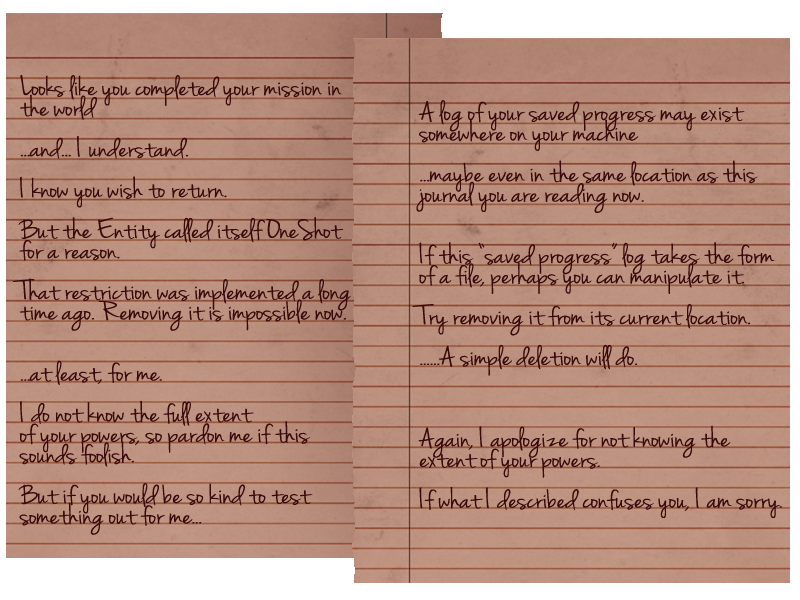 Looks like you completed your mission in
the world
...and... I understand.
I know you wish to return.
But the Entity called itself OneShot
for a reason.
That restriction was implemented a long
time ago. Removing it is impossible now.
...at least, for me.
I do not know the full extent
of your powers, so pardon me if this
sounds foolish.
But if you would be so kind to test
something out for me...
A log of your saved progress may exist
somewhere on your machine
...maybe even in the same location as this
journal you are reading now.
If this "saved progress" log takes the form
of a file, perhaps you can manipulate it.
Try removing it from its current location.
......A simple deletion will do.
Again, I apologize for not knowing the
extent of your powers.
If what I described confuses you, I am sorry.